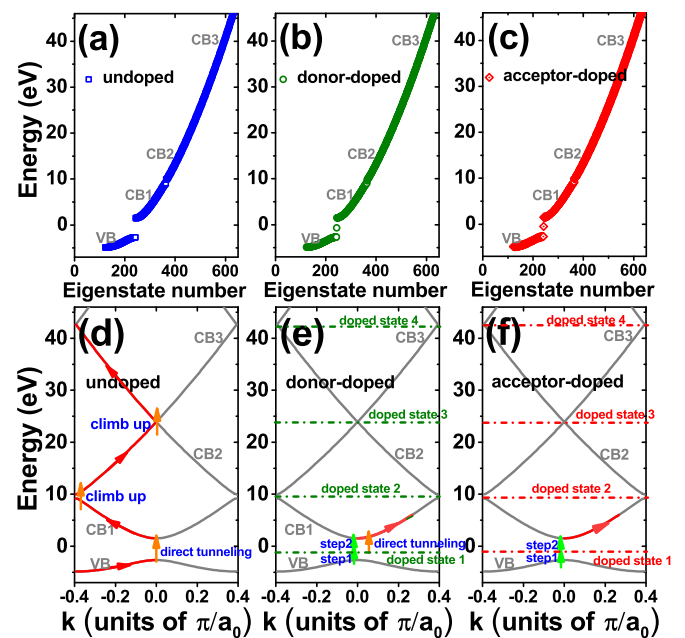 (a)
undoped
CB3
CB2
CB1
VB
40
30
20
10
0
Energy (eV)
0 200 400 600
Eigenstate number
(b)
donor-doped
CB3
CB2
CB1
VB
0 200 400 600
Eigenstate number
(c)
acceptor-doped
CB3
CB2
CB1
VB
0 200 400 600
Eigenstate number
(d)
undoped
CB3
climb up
CB2
climb up
CB1
direct tunneling
VB
40
30
20
10
0
Energy (eV)
-0.4 -0.2 0.0 0.2 0.4
k (units of π/a0)
(e)
doped state 4
CB3
donor-doped
doped state 3
CB2
doped state 2
CB1
step2
direct tunneling
step1
doped state 1
VB
-0.4 -0.2 0.0 0.2 0.4
k (units of π/a0)
(f)
doped state 4
CB3
acceptor-doped
doped state 3
CB2
doped state 2
CB1
step2
step1
doped state 1
VB
-0.4 -0.2 0.0 0.2 0.4
k (units of π/a0)